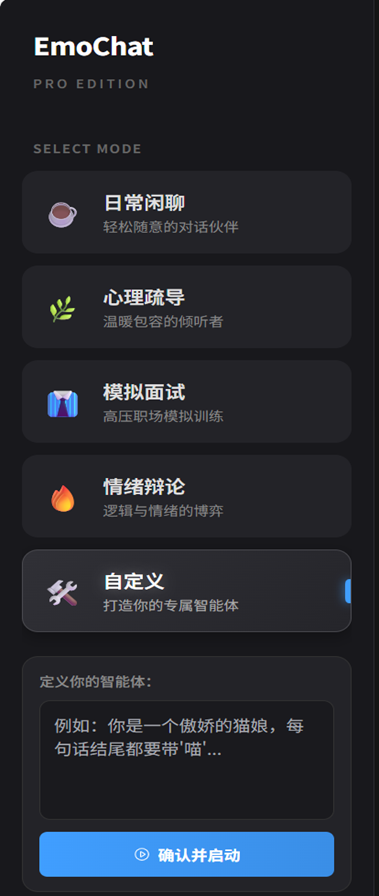 EmoChat
PRO EDITION
SELECT MODE
日常闲聊
轻松随意的对话伙伴
心理疏导
温暖包容的倾听者
模拟面试
高压职场模拟训练
情绪辩论
逻辑与情绪的博弈
自定义
打造你的专属智能体
定义你的智能体：
例如：你是一个傲娇的猫娘，每
句话结尾都要带'喵'...
确认并启动